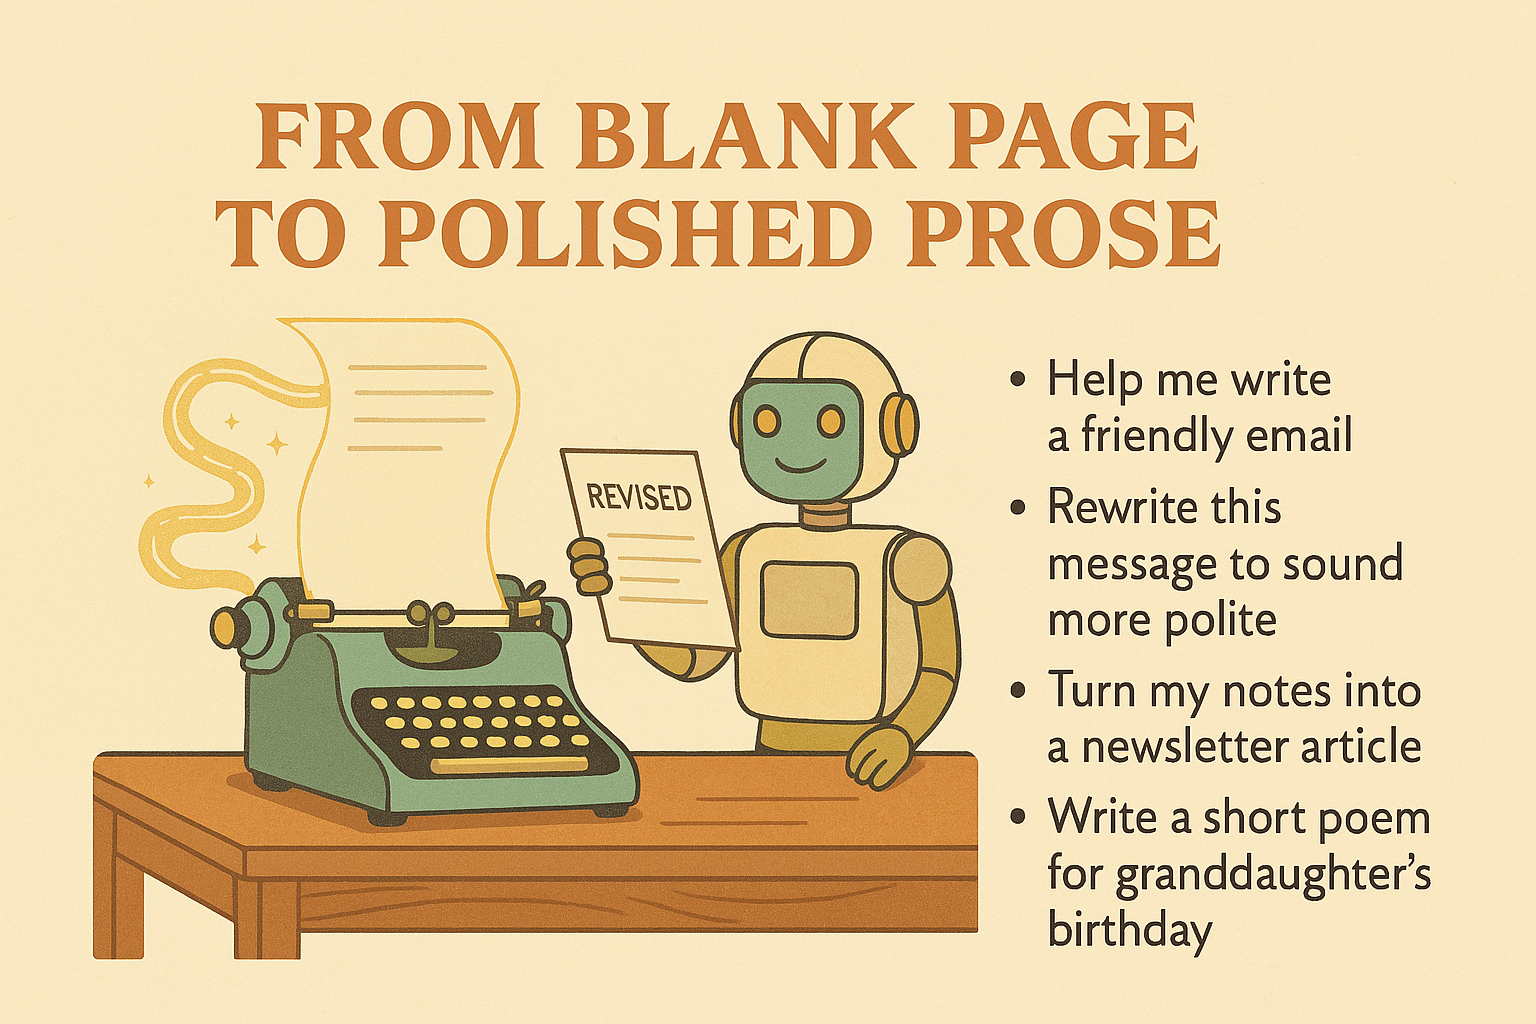 FROM BLANK PAGE
TO POLISHED PROSE
REVISED
• Help me write
a friendly email
• Rewrite this
message to sound
more polite
• Turn my notes into
a newsletter article
• Write a short poem
for granddaughter’s
birthday